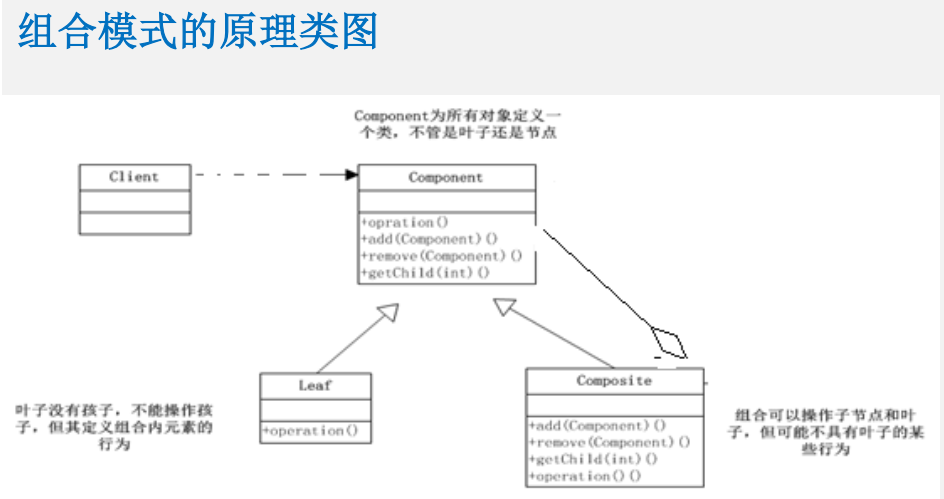 组合模式的原理类图
Component为所有对象定义一
个类，不管是叶子还是节点
Client
Component
+opration()
+add(Component)()
+remove(Component)()
+getChild(int)()
Leaf
+operation()
叶子没有孩子，不能操作孩
子，但其定义组合内元素的
行为
Composite
+add(Component)()
+remove(Component)()
+getChild(int)()
+operation()()
组合可以操作子节点和叶
子，但可能不具有叶子的某
些行为